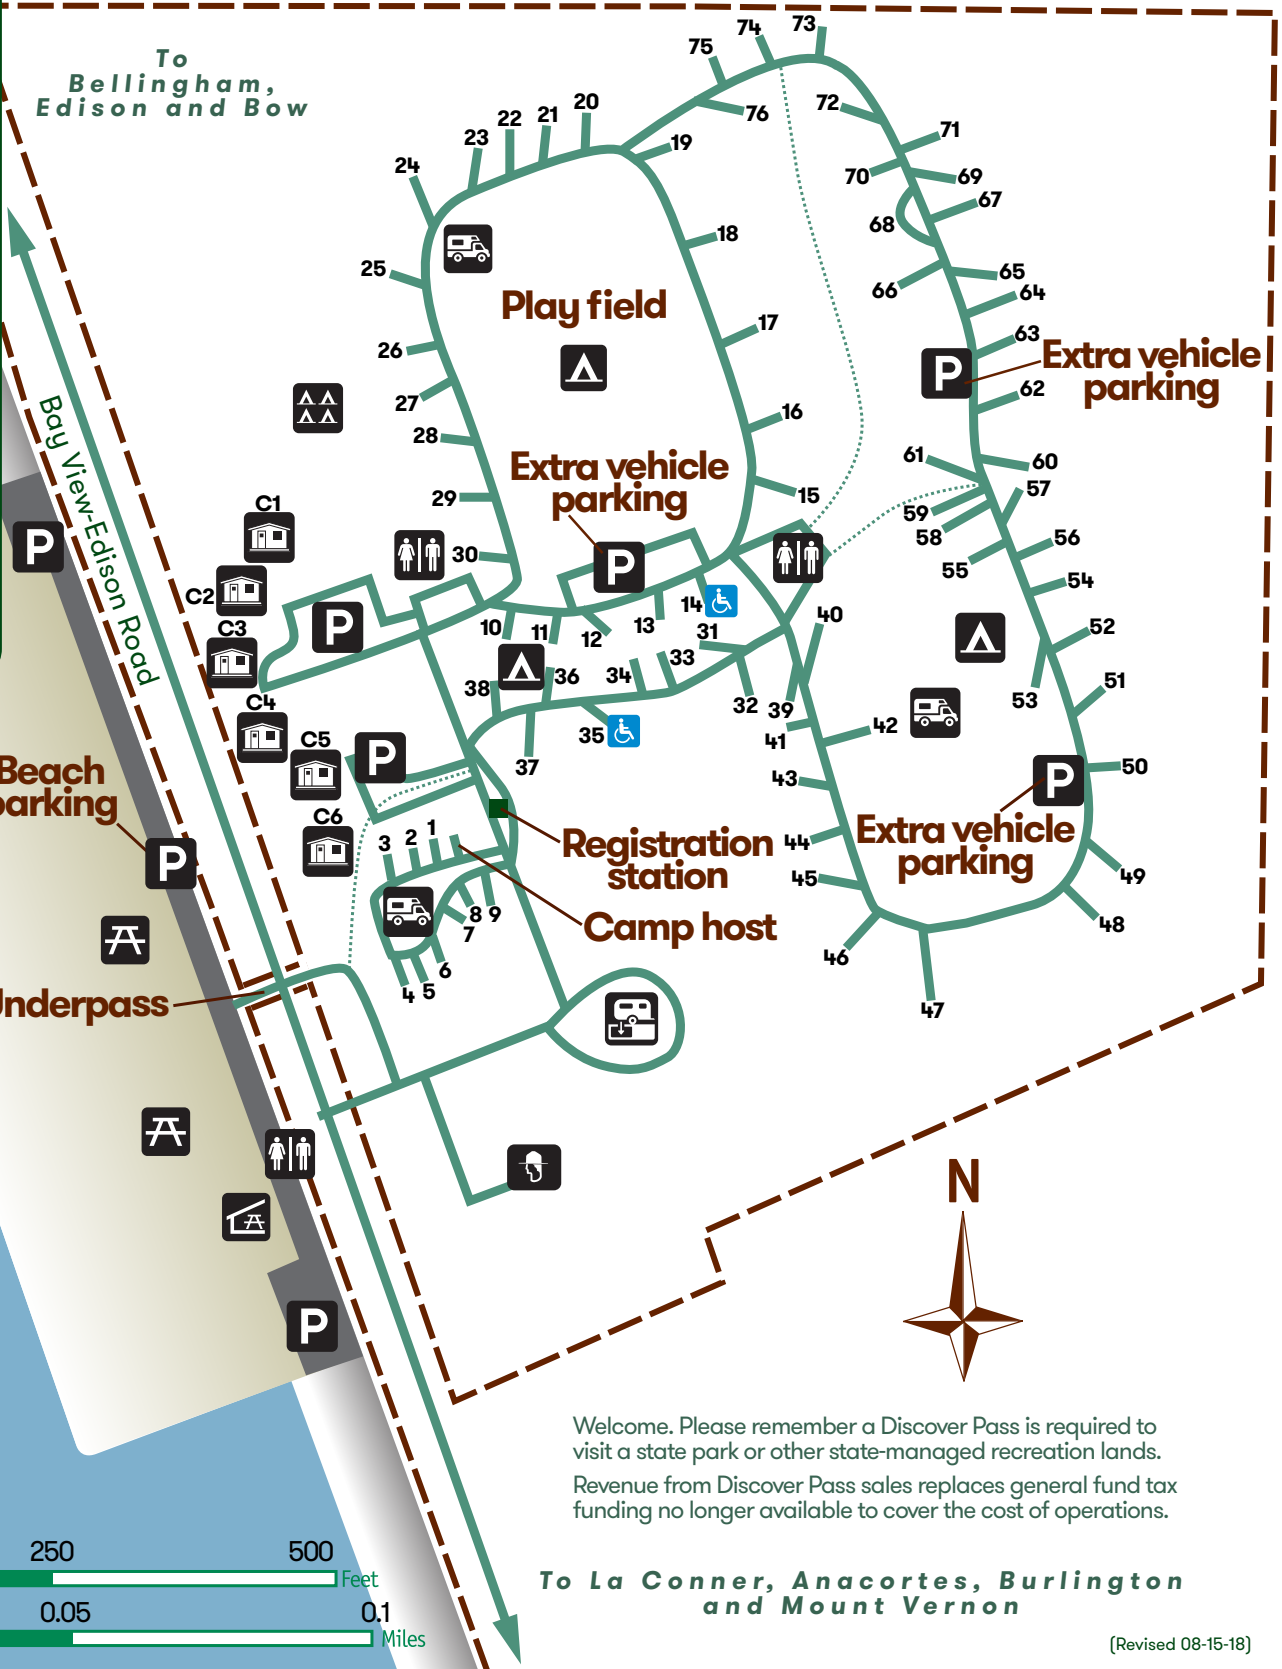 To
Bellingham,
Edison and Bow
74
73
75
76
72
71
70
69
67
68
66
65
64
63
62
Extra vehicle
parking
P
61
60
57
59
58
55
56
54
52
53
51
50
49
48
47
46
45
44
43
42
41
40
39
20
21
22
23
24
19
18
17
16
15
25
26
27
28
29
30
Play field
Extra vehicle
parking
P
14
13
12
11
10
31
32
33
34
35
36
37
38
C1
C2
C3
C4
C5
C6
P
P
P
Bay View-Edison Road
Beach
parking
P
Underpass
3
2
1
9
8
7
6
5
4
Registration
station
Camp host
Extra vehicle
parking
P
P
N
Welcome. Please remember a Discover Pass is required to
visit a state park or other state-managed recreation lands.
Revenue from Discover Pass sales replaces general fund tax
funding no longer available to cover the cost of operations.
250
500
Feet
0.05
0.1
Miles
To La Conner, Anacortes, Burlington
and Mount Vernon
(Revised 08-15-18)